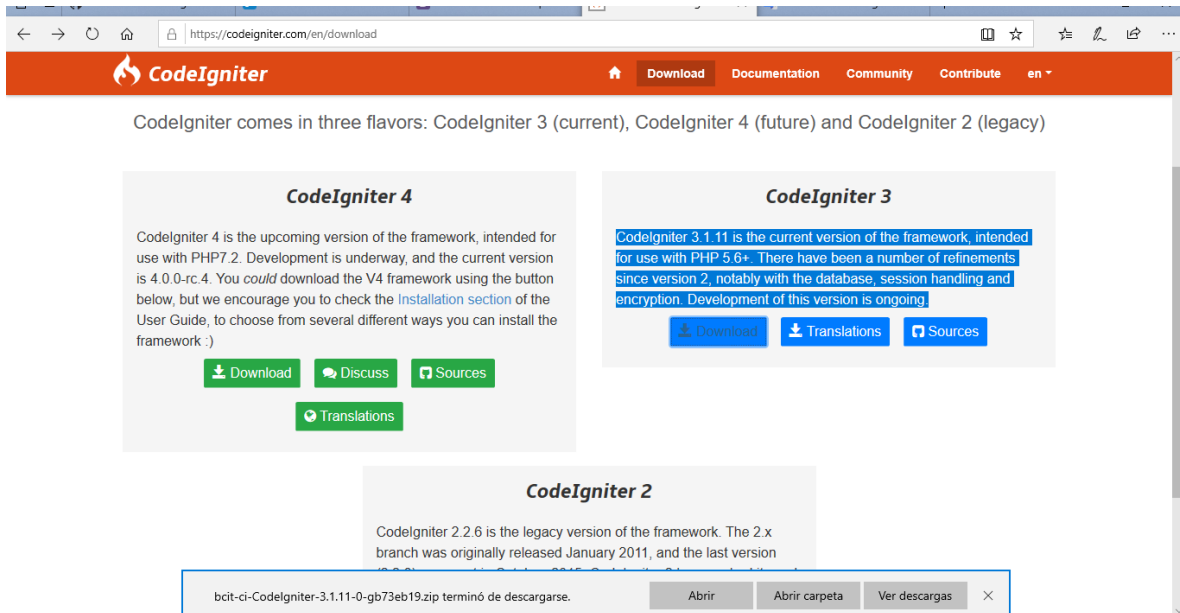 https://codeigniter.com/en/download
CodeIgniter
Download
Documentation
Community
Contribute
en
CodeIgniter comes in three flavors: CodeIgniter 3 (current), CodeIgniter 4 (future) and CodeIgniter 2 (legacy)
CodeIgniter 4
CodeIgniter 4 is the upcoming version of the framework, intended for
use with PHP7.2. Development is underway, and the current version
is 4.0.0-rc.4. You could download the V4 framework using the button
below, but we encourage you to check the Installation section of the
User Guide, to choose from several different ways you can install the
framework :)
Download
Discuss
Sources
Translations
CodeIgniter 3
CodeIgniter 3.1.11 is the current version of the framework, intended
for use with PHP 5.6+. There have been a number of refinements
since version 2, notably with the database, session handling and
encryption. Development of this version is ongoing.
Download
Translations
Sources
CodeIgniter 2
CodeIgniter 2.2.6 is the legacy version of the framework. The 2.x
branch was originally released January 2011, and the last version
bcit-ci-CodeIgniter-3.1.11-0-gb73eb19.zip terminó de descargarse.
Abrir
Abrir carpeta
Ver descargas